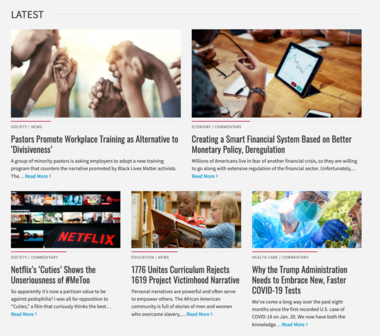 LATEST
SOCIETY / NEWS
Pastors Promote Workplace Training as Alternative to
'Divisiveness'
A group of minority pastors is asking employers to adopt a new training
program that counters the narrative promoted by Black Lives Matter activists.
The... Read More >
ECONOMY / COMMENTARY
Creating a Smart Financial System Based on Better
Monetary Policy, Deregulation
Millions of Americans live in fear of another financial crisis, so they are willing
to go along with extensive regulation of the financial sector. Unfortunately,...
Read More >
NETFLIX
SOCIETY / COMMENTARY
Netflix's 'Cuties' Shows the
Unseriousness of #MeToo
So apparently it's now a partisan value to be
against pedophilia? I was all for opposition to
"Cuties," a film that curiously thinks the best...
Read More >
EDUCATION / NEWS
1776 Unites Curriculum Rejects
1619 Project Victimhood Narrative
Personal narratives are powerful and often serve
to empower others. The African American
community is full of stories of men and women
who overcame slavery,... Read More >
HEALTH CARE / COMMENTARY
Why the Trump Administration
Needs to Embrace New, Faster
COVID-19 Tests
We've come a long way over the past eight
months since the first recorded U.S. case of
COVID-19 on Jan. 20. We now have both the
knowledge... Read More >